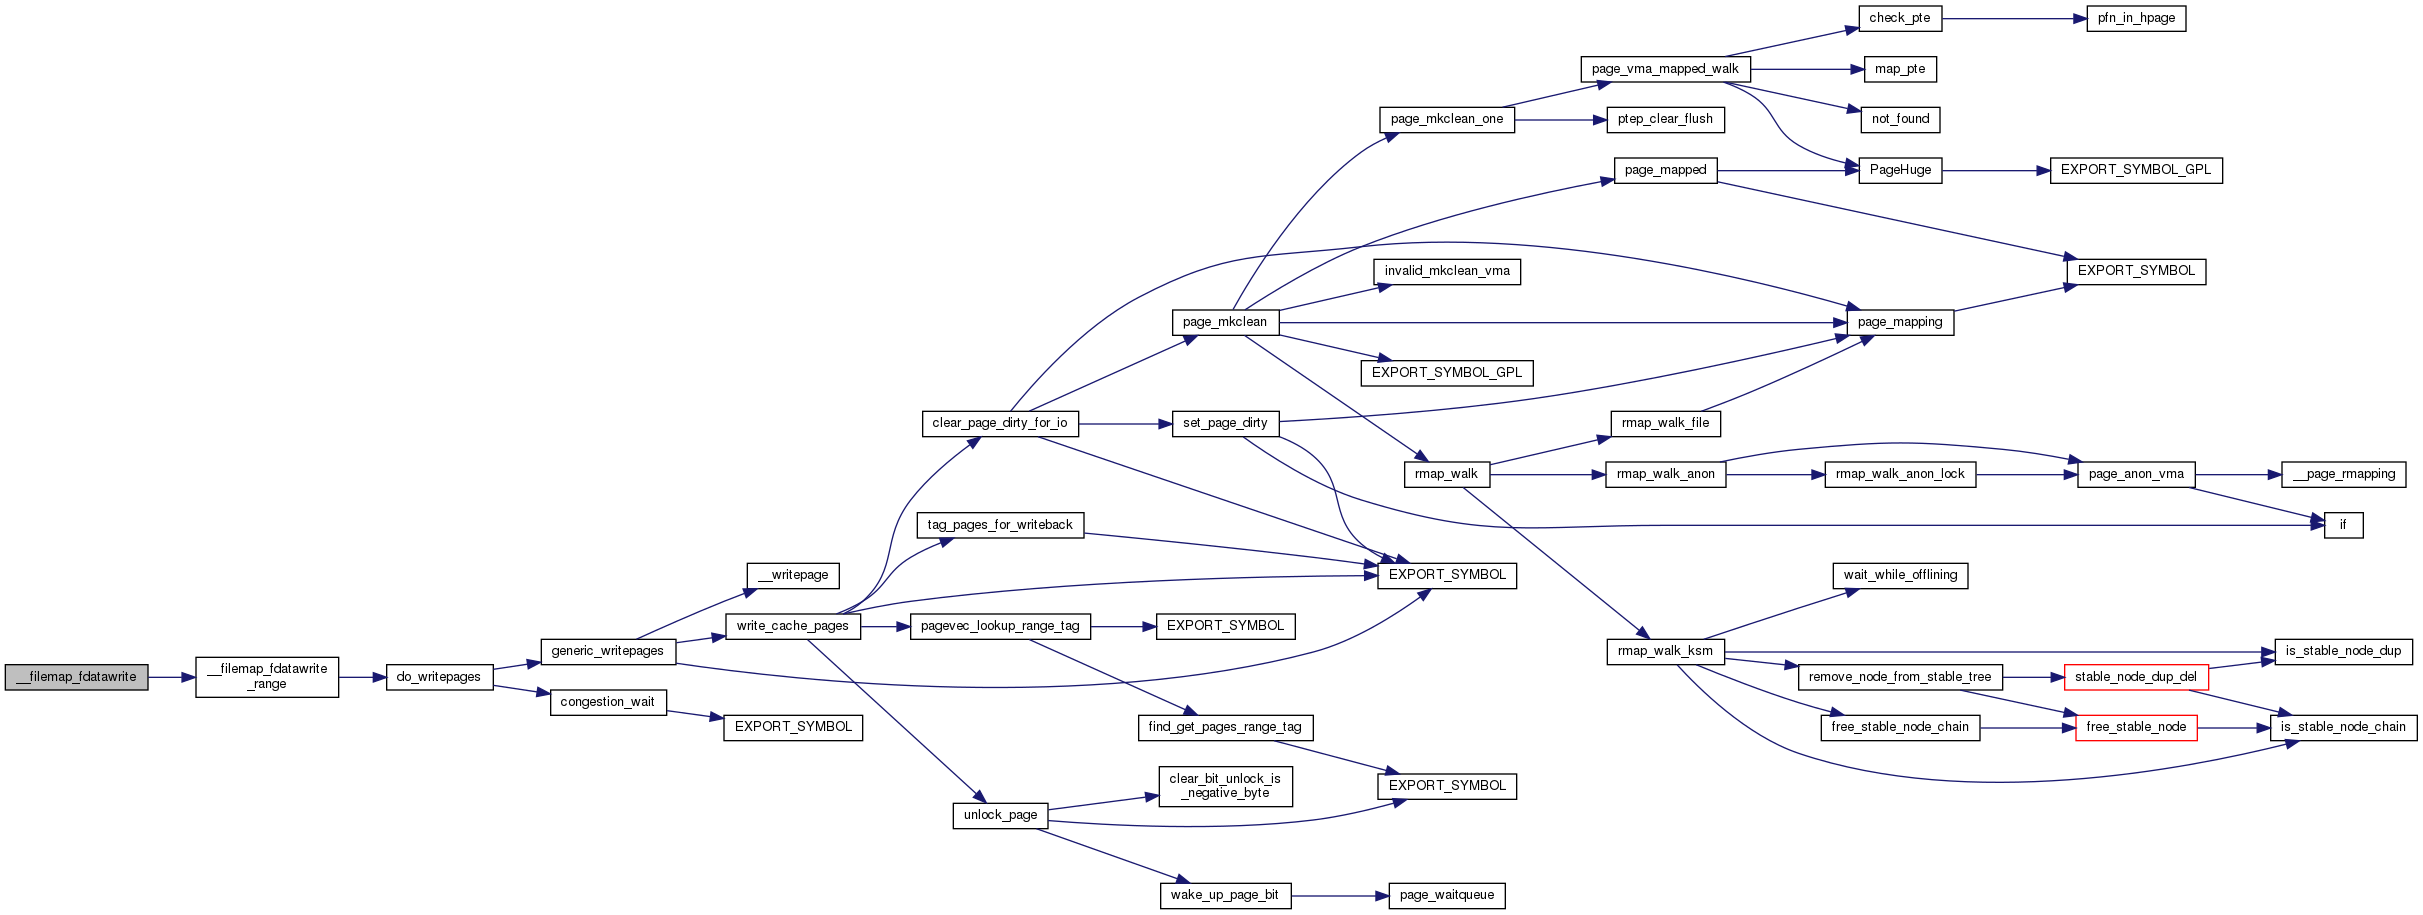 check_pte
pfn_in_hpage
page_vma_mapped_walk
map_pte
page_mkclean_one
ptep_clear_flush
not_found
page_mapped
PageHuge
EXPORT_SYMBOL_GPL
invalid_mkclean_vma
EXPORT_SYMBOL
page_mkclean
page_mapping
EXPORT_SYMBOL_GPL
clear_page_dirty_for_io
set_page_dirty
rmap_walk_file
rmap_walk
rmap_walk_anon
rmap_walk_anon_lock
page_anon_vma
__page_rmapping
tag_pages_for_writeback
if
__writepage
EXPORT_SYMBOL
wait_while_offlining
write_cache_pages
pagevec_lookup_range_tag
EXPORT_SYMBOL
generic_writepages
rmap_walk_ksm
is_stable_node_dup
__filemap_fdatawrite
__filemap_fdatawrite
_range
do_writepages
remove_node_from_stable_tree
stable_node_dup_del
congestion_wait
EXPORT_SYMBOL
find_get_pages_range_tag
free_stable_node_chain
free_stable_node
is_stable_node_chain
clear_bit_unlock_is
_negative_byte
EXPORT_SYMBOL
unlock_page
wake_up_page_bit
page_waitqueue